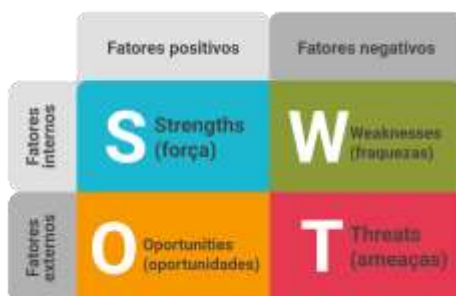 Fatores positivos
Fatores negativos
Fatores
internos
S
Strengths
(força)
W
Weaknesses
(fraquezas)
Fatores
externos
O
Oportunities
(oportunidades)
T
Threats
(ameaças)